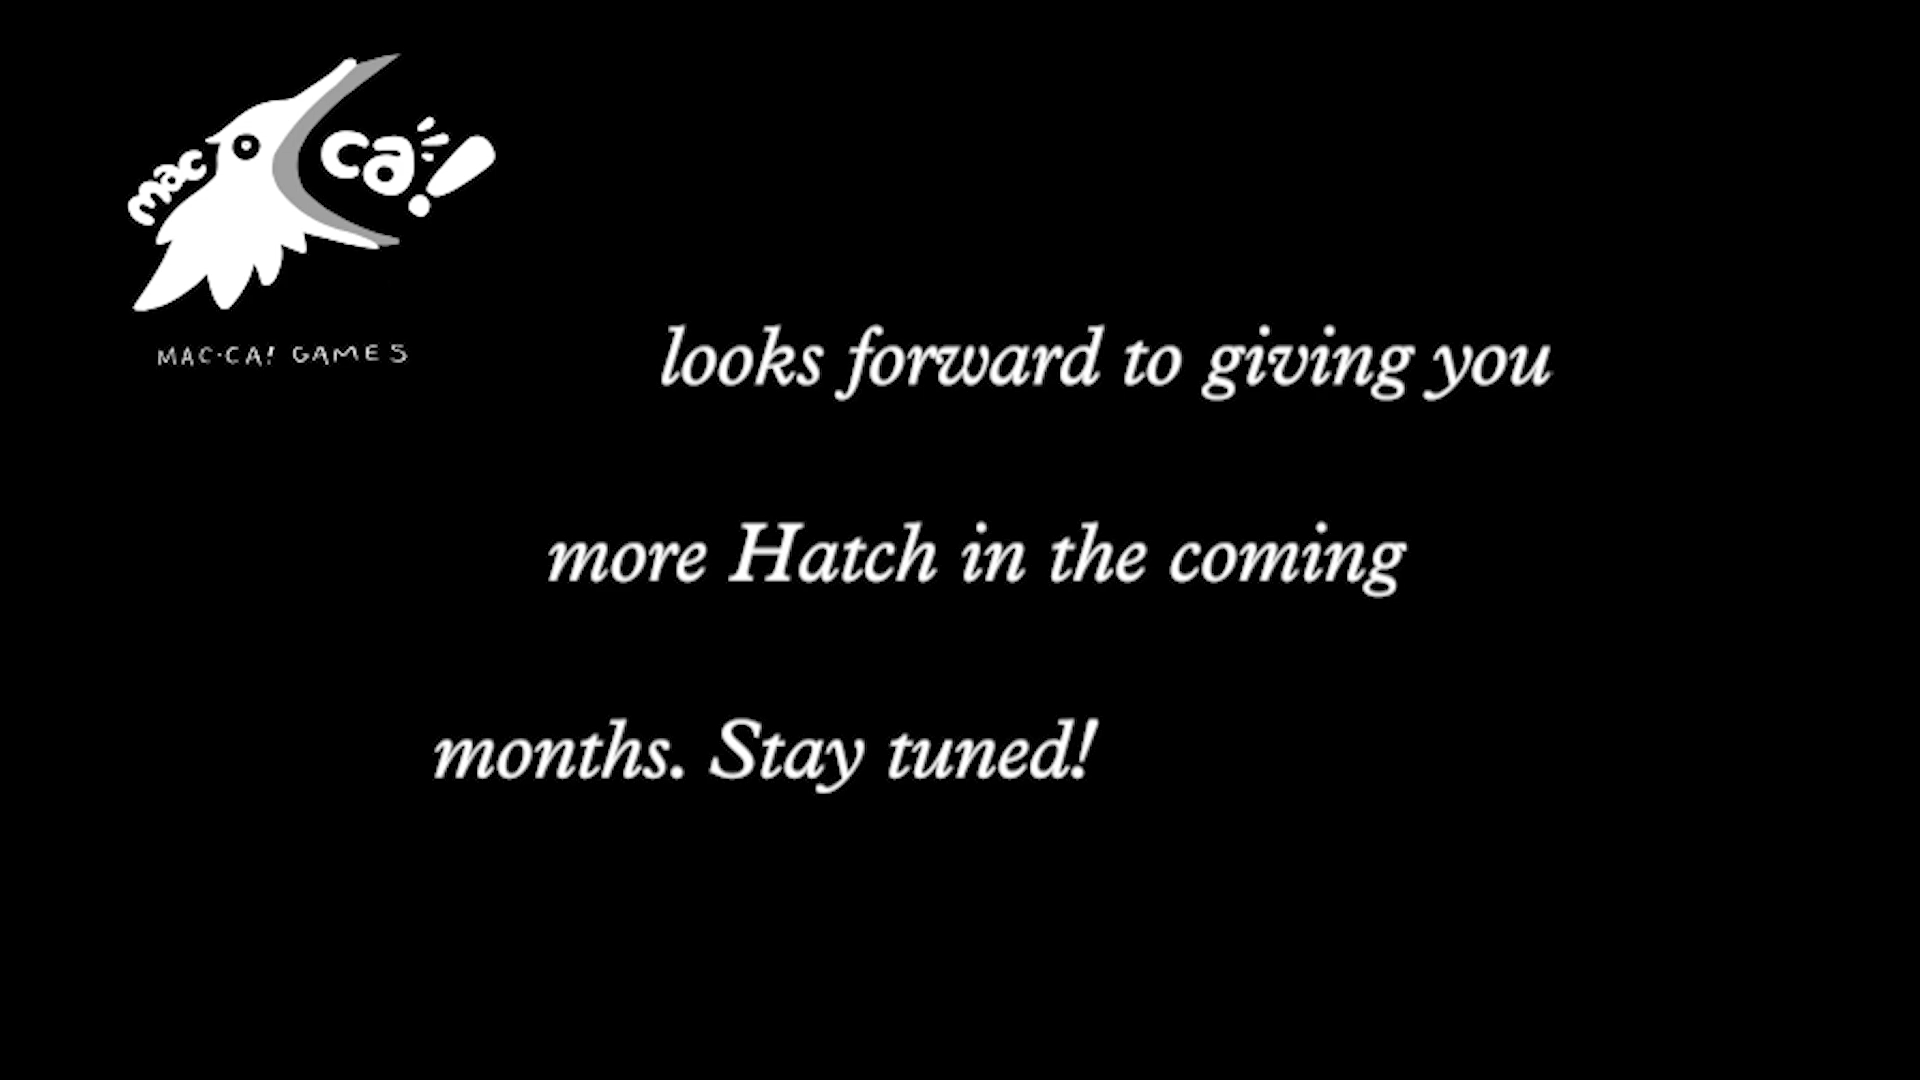 mac ca!
MAC·CA! GAMES
looks forward to giving you
more Hatch in the coming
months. Stay tuned!